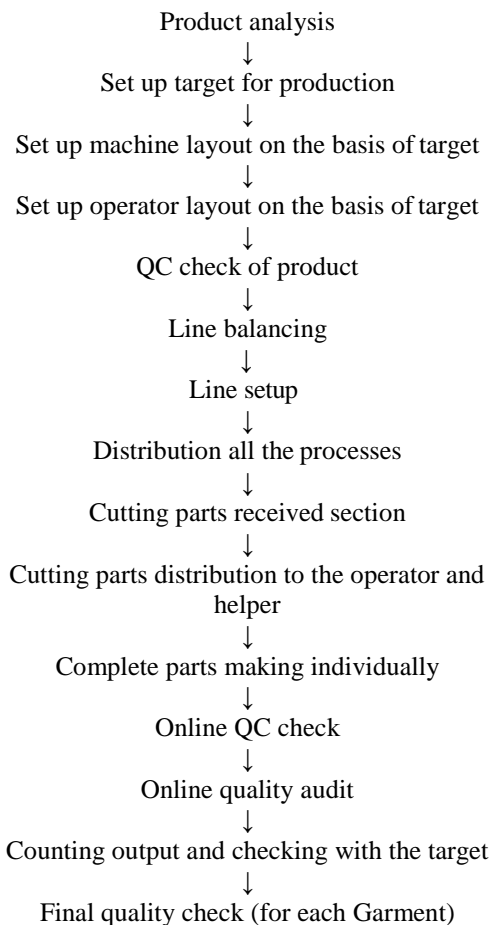 Product analysis
↓
Set up target for production
↓
Set up machine layout on the basis of target
↓
Set up operator layout on the basis of target
↓
QC check of product
↓
Line balancing
↓
Line setup
↓
Distribution all the processes
↓
Cutting parts received section
↓
Cutting parts distribution to the operator and
helper
↓
Complete parts making individually
↓
Online QC check
↓
Online quality audit
↓
Counting output and checking with the target
↓
Final quality check (for each Garment)